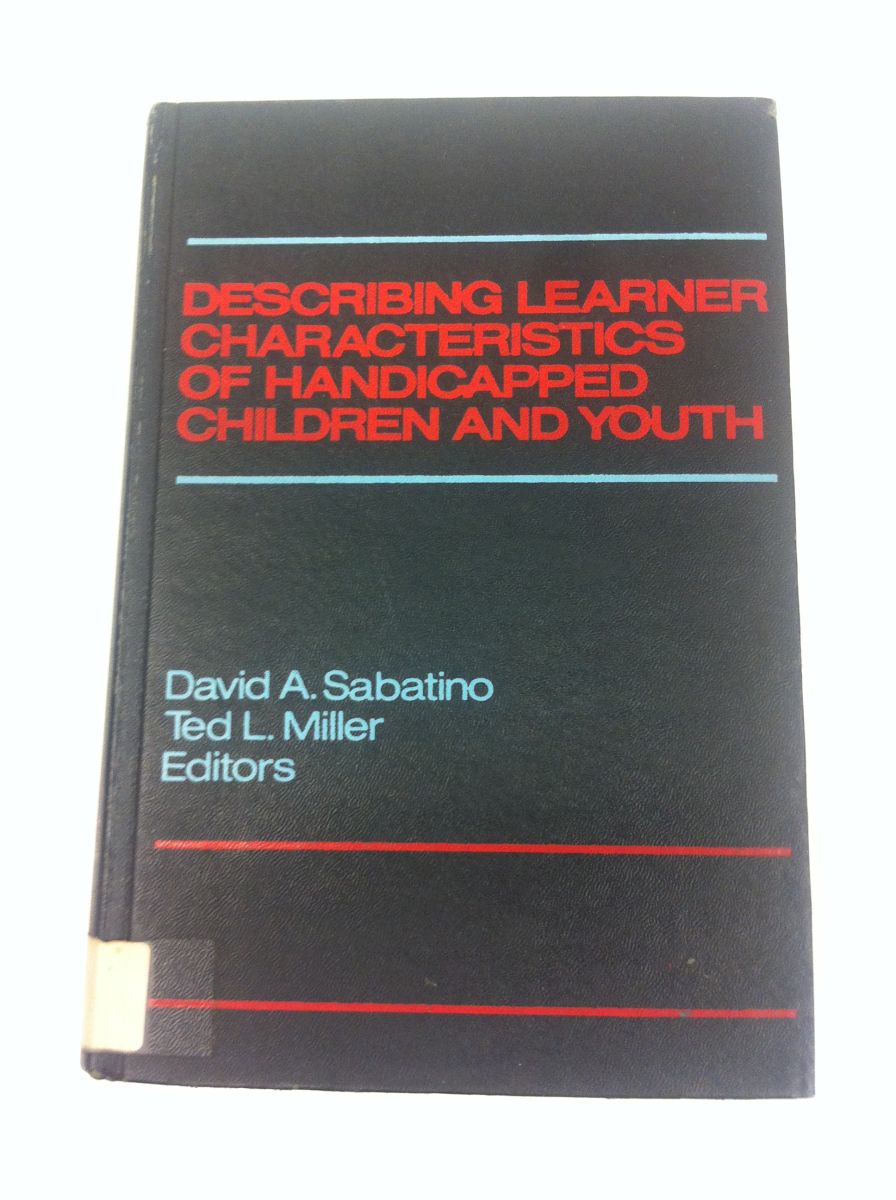 DESCRIBING LEARNER
CHARACTERISTICS
OF HANDICAPPED
CHILDREN AND YOUTH
David A. Sabatino
Ted L. Miller
Editors